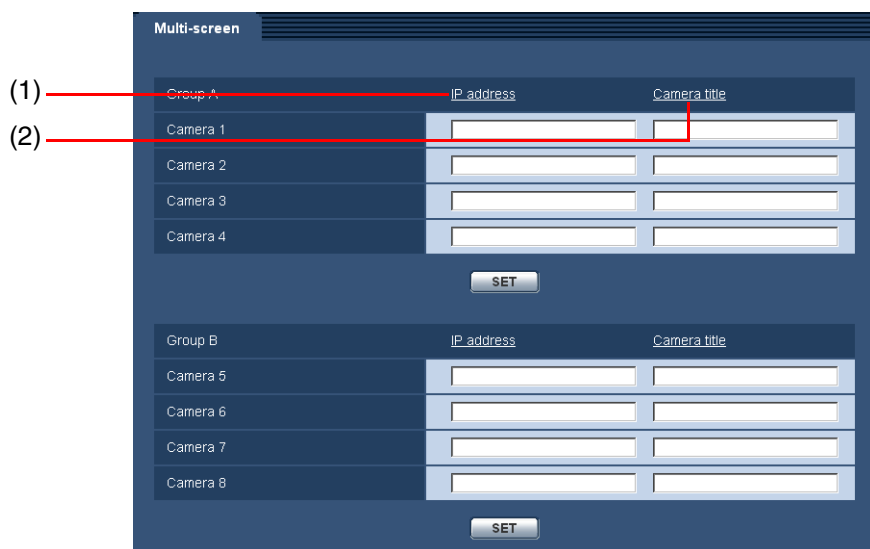 Multi-screen
(1) Group A IP address Camera title
(2) Camera 1
Camera 2
Camera 3
Camera 4
SET
Group B IP address Camera title
Camera 5
Camera 6
Camera 7
Camera 8
SET